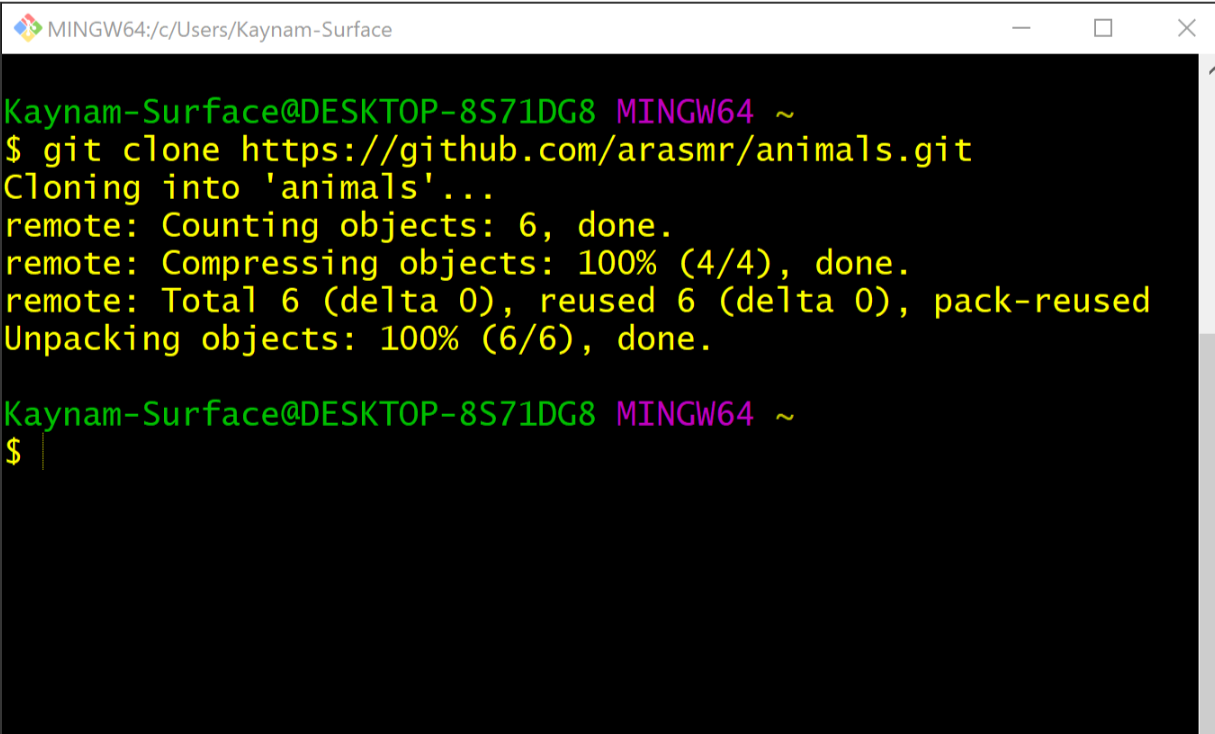 MINGW64:/c/Users/Kaynam-Surface
Kaynam-Surface@DESKTOP-8S71DG8 MINGW64 ~
$ git clone https://github.com/arasmr/animals.git
Cloning into 'animals'...
remote: Counting objects: 6, done.
remote: Compressing objects: 100% (4/4), done.
remote: Total 6 (delta 0), reused 6 (delta 0), pack-reused
Unpacking objects: 100% (6/6), done.
Kaynam-Surface@DESKTOP-8S71DG8 MINGW64 ~
$